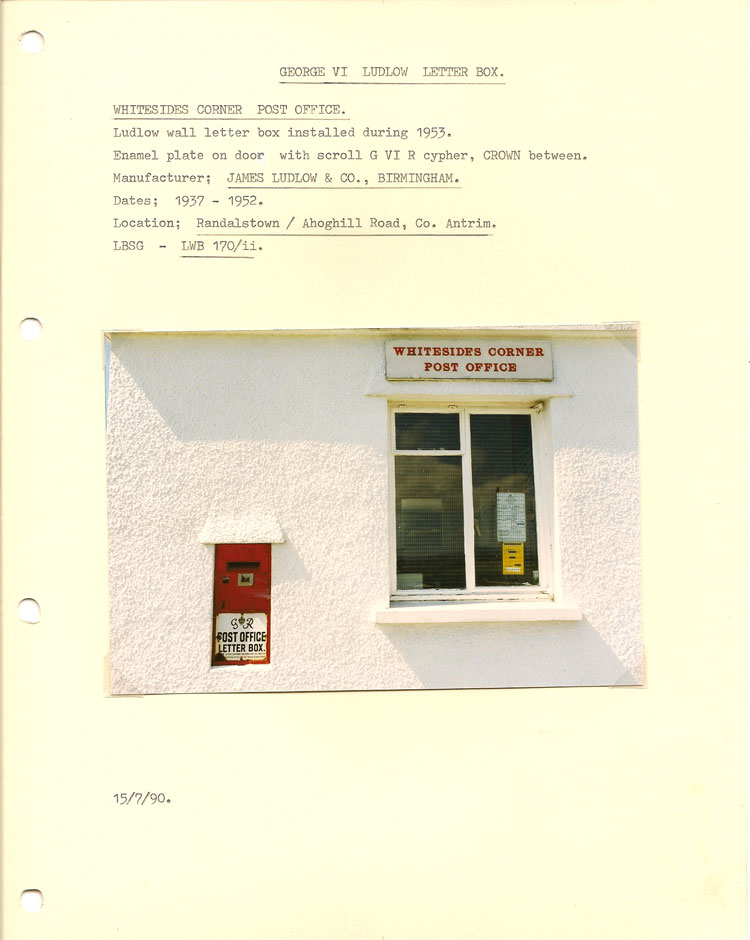 GEORGE VI LUDLOW LETTER BOX.
WHITESIDES CORNER POST OFFICE.
Ludlow wall letter box installed during 1953.
Enamel plate on door with scroll G VI R cypher, CROWN between.
Manufacturer; JAMES LUDLOW & CO., BIRMINGHAM.
Dates; 1937 - 1952.
Location; Randalstown / Ahoghill Road, Co. Antrim.
LBSG - LWB 170/ii.
WHITESIDES CORNER
POST OFFICE
G R
POST OFFICE
LETTER BOX.
15/7/90.